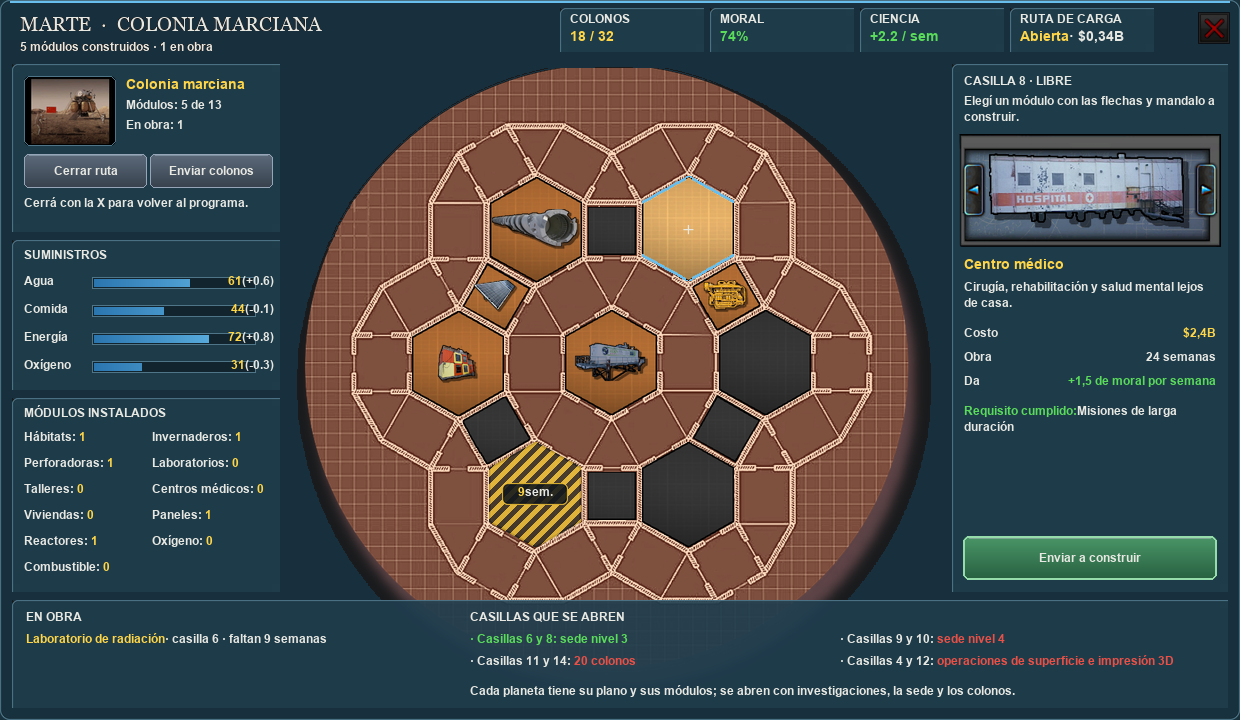 MARTE · COLONIA MARCIANA
5 módulos construidos · 1 en obra
COLONOS
18 / 32
MORAL
74%
CIENCIA
+2.2 / sem
RUTA DE CARGA
Abierta· $0,34B
Colonia marciana
Módulos: 5 de 13
En obra: 1
Cerrar ruta
Enviar colonos
Cerrá con la X para volver al programa.
SUMINISTROS
Agua 61(+0.6)
Comida 44(-0.1)
Energía 72(+0.8)
Oxígeno 31(-0.3)
MÓDULOS INSTALADOS
Hábitats: 1 Invernaderos: 1
Perforadoras: 1 Laboratorios: 0
Talleres: 0 Centros médicos: 0
Viviendas: 0 Paneles: 1
Reactores: 1 Oxígeno: 0
Combustible: 0
9sem.
CASILLA 8 · LIBRE
Elegí un módulo con las flechas y mandalo a
construir.
HOSPITAL
Centro médico
Cirugía, rehabilitación y salud mental lejos
de casa.
Costo $2,4B
Obra 24 semanas
Da +1,5 de moral por semana
Requisito cumplido:Misiones de larga
duración
Enviar a construir
EN OBRA
Laboratorio de radiación· casilla 6 · faltan 9 semanas
CASILLAS QUE SE ABREN
· Casillas 6 y 8: sede nivel 3
· Casillas 9 y 10: sede nivel 4
· Casillas 11 y 14: 20 colonos
· Casillas 4 y 12: operaciones de superficie e impresión 3D
Cada planeta tiene su plano y sus módulos; se abren con investigaciones, la sede y los colonos.